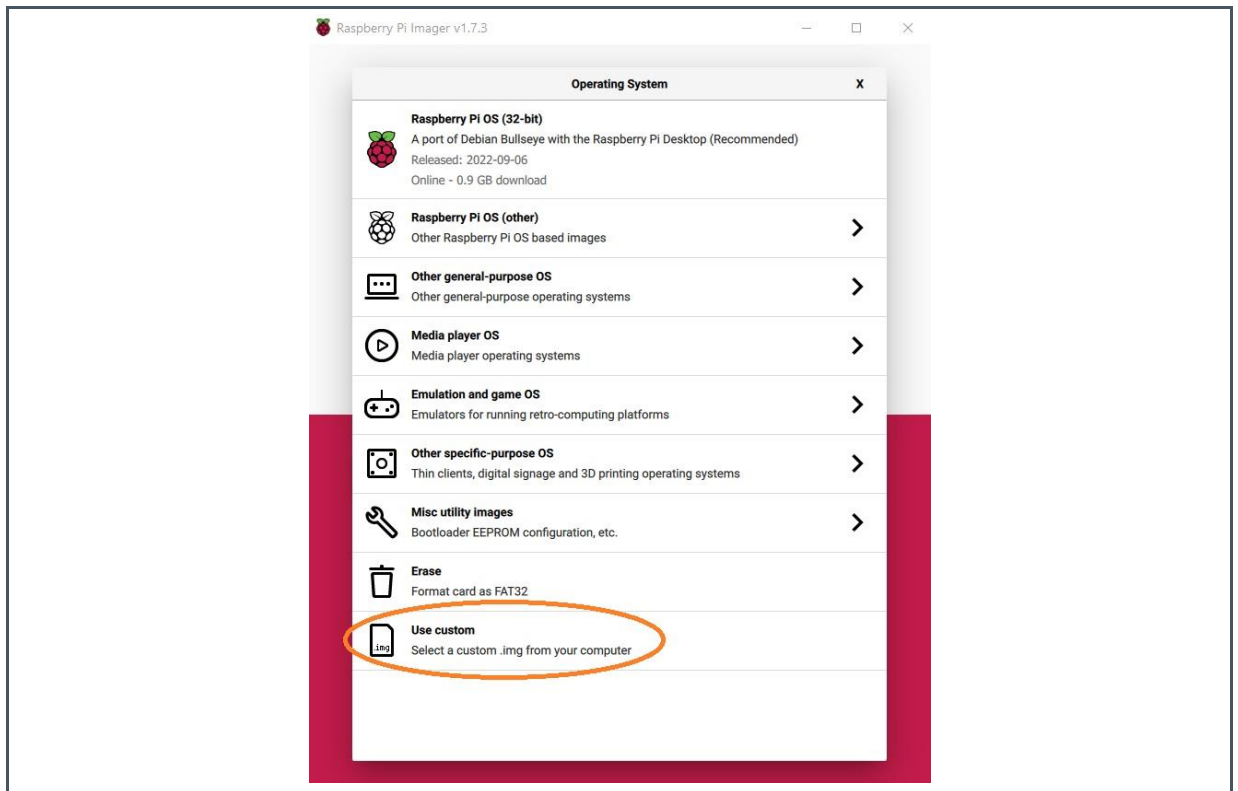 Raspberry Pi Imager v1.7.3
Operating System X
Raspberry Pi OS (32-bit)
A port of Debian Bullseye with the Raspberry Pi Desktop (Recommended)
Released: 2022-09-06
Online - 0.9 GB download
Raspberry Pi OS (other)
Other Raspberry Pi OS based images
Other general-purpose OS
Other general-purpose operating systems
Media player OS
Media player operating systems
Emulation and game OS
Emulators for running retro-computing platforms
Other specific-purpose OS
Thin clients, digital signage and 3D printing operating systems
Misc utility images
Bootloader EEPROM configuration, etc.
Erase
Format card as FAT32
Use custom
.img
Select a custom .img from your computer